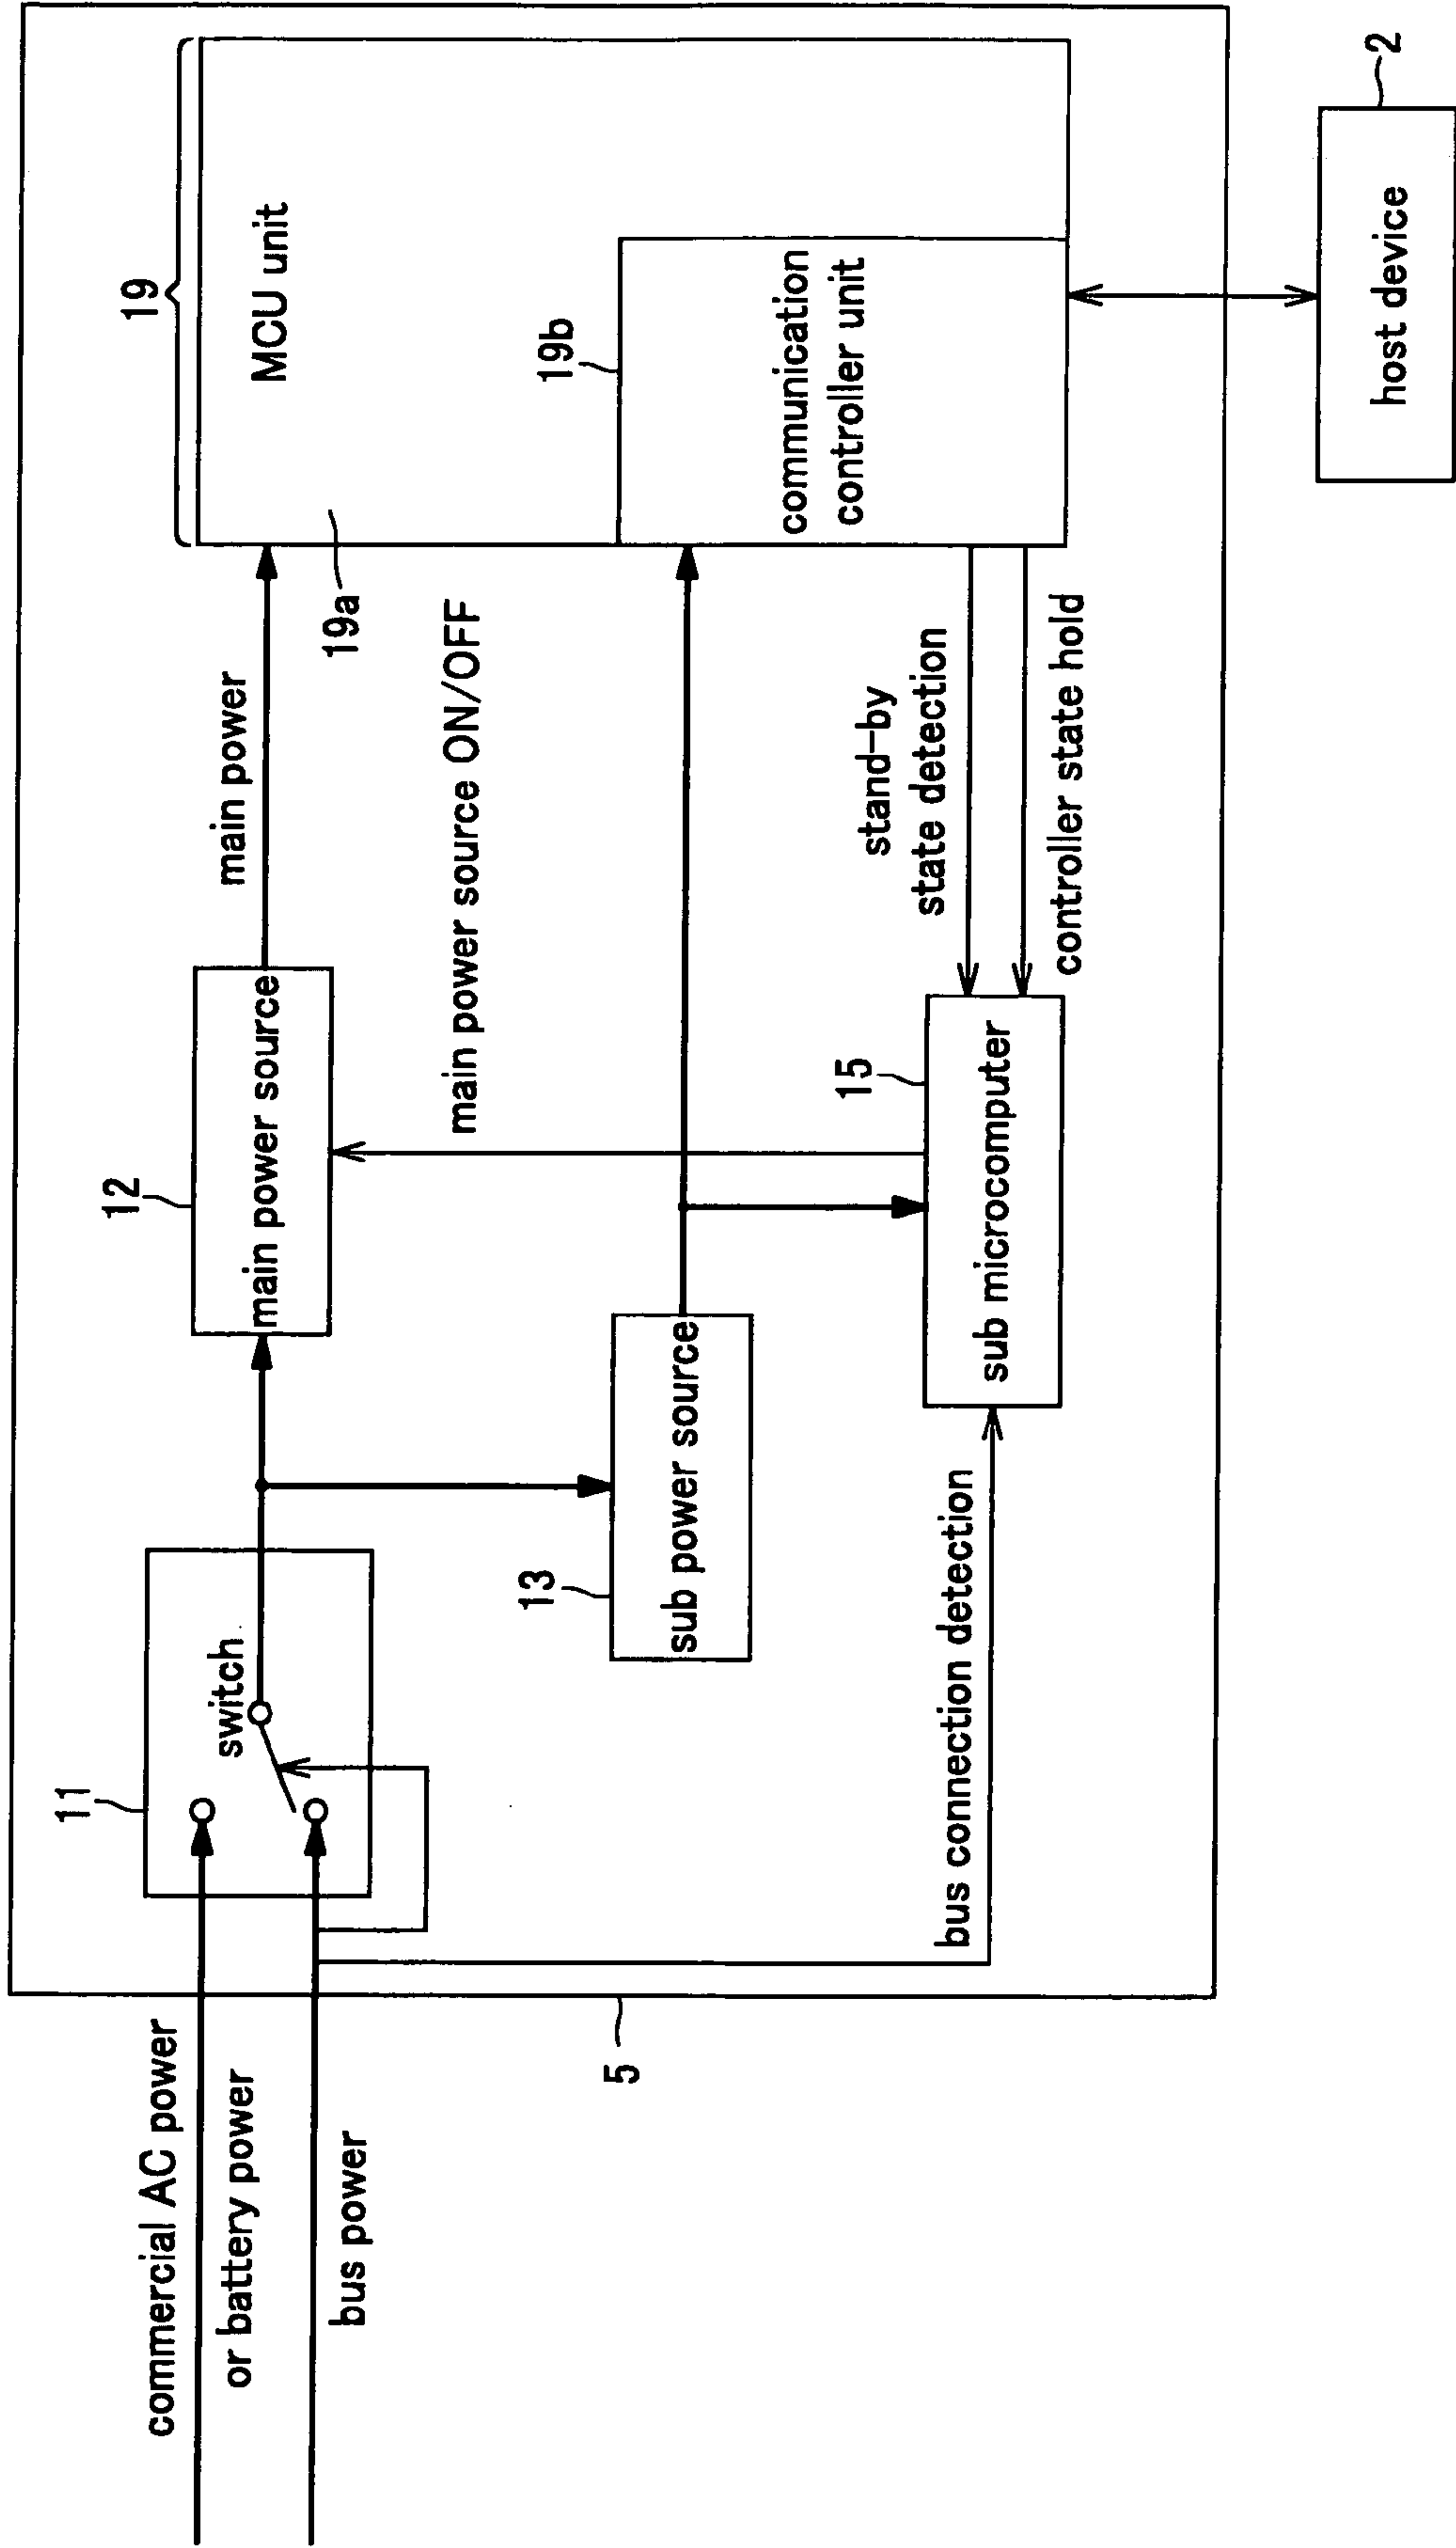 commercial AC power
or battery power
bus power
5
11
switch
12
main power source
main power
19
MCU unit
19a
main power source ON/OFF
13
sub power source
19b
communication
controller unit
stand-by
state detection
controller state hold
15
sub microcomputer
bus connection detection
host device
2